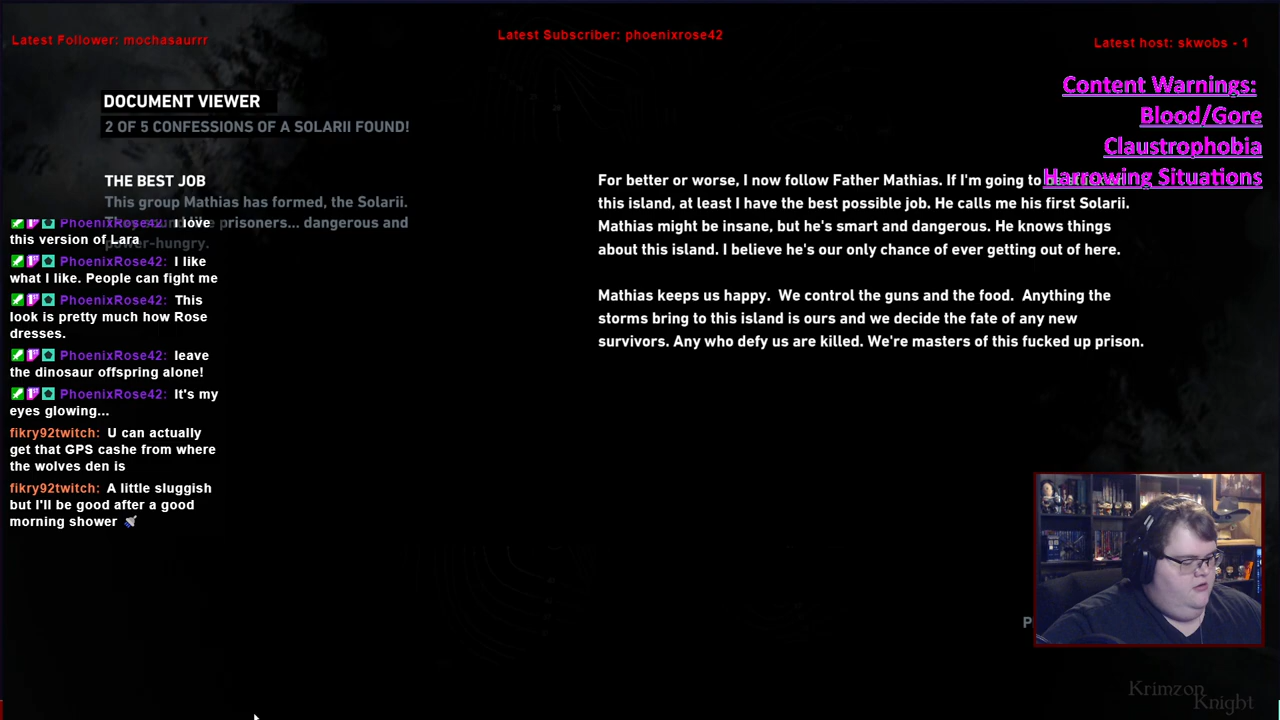 Latest Follower: mochasaurrr
Latest Subscriber: phoenixrose42
Latest host: skwobs - 1
Content Warnings:
Blood/Gore
Claustrophobia
Harrowing Situations
DOCUMENT VIEWER
2 OF 5 CONFESSIONS OF A SOLARII FOUND!
THE BEST JOB
This group Mathias has formed, the Solarii.
prisoners... dangerous and
power-hungry.
For better or worse, I now follow Father Mathias. If I'm going to
this island, at least I have the best possible job. He calls me his first Solarii.
Mathias might be insane, but he's smart and dangerous. He knows things
about this island. I believe he's our only chance of ever getting out of here.
Mathias keeps us happy. We control the guns and the food. Anything the
storms bring to this island is ours and we decide the fate of any new
survivors. Any who defy us are killed. We're masters of this fucked up prison.
PhoenixRose42: I love
this version of Lara
PhoenixRose42: I like
what I like. People can fight me
PhoenixRose42: This
look is pretty much how Rose
dresses.
PhoenixRose42: leave
the dinosaur offspring alone!
PhoenixRose42: It's my
eyes glowing...
fikry92twitch: U can actually
get that GPS cashe from where
the wolves den is
fikry92twitch: A little sluggish
but I'll be good after a good
morning shower
P
Krimzon
Knight